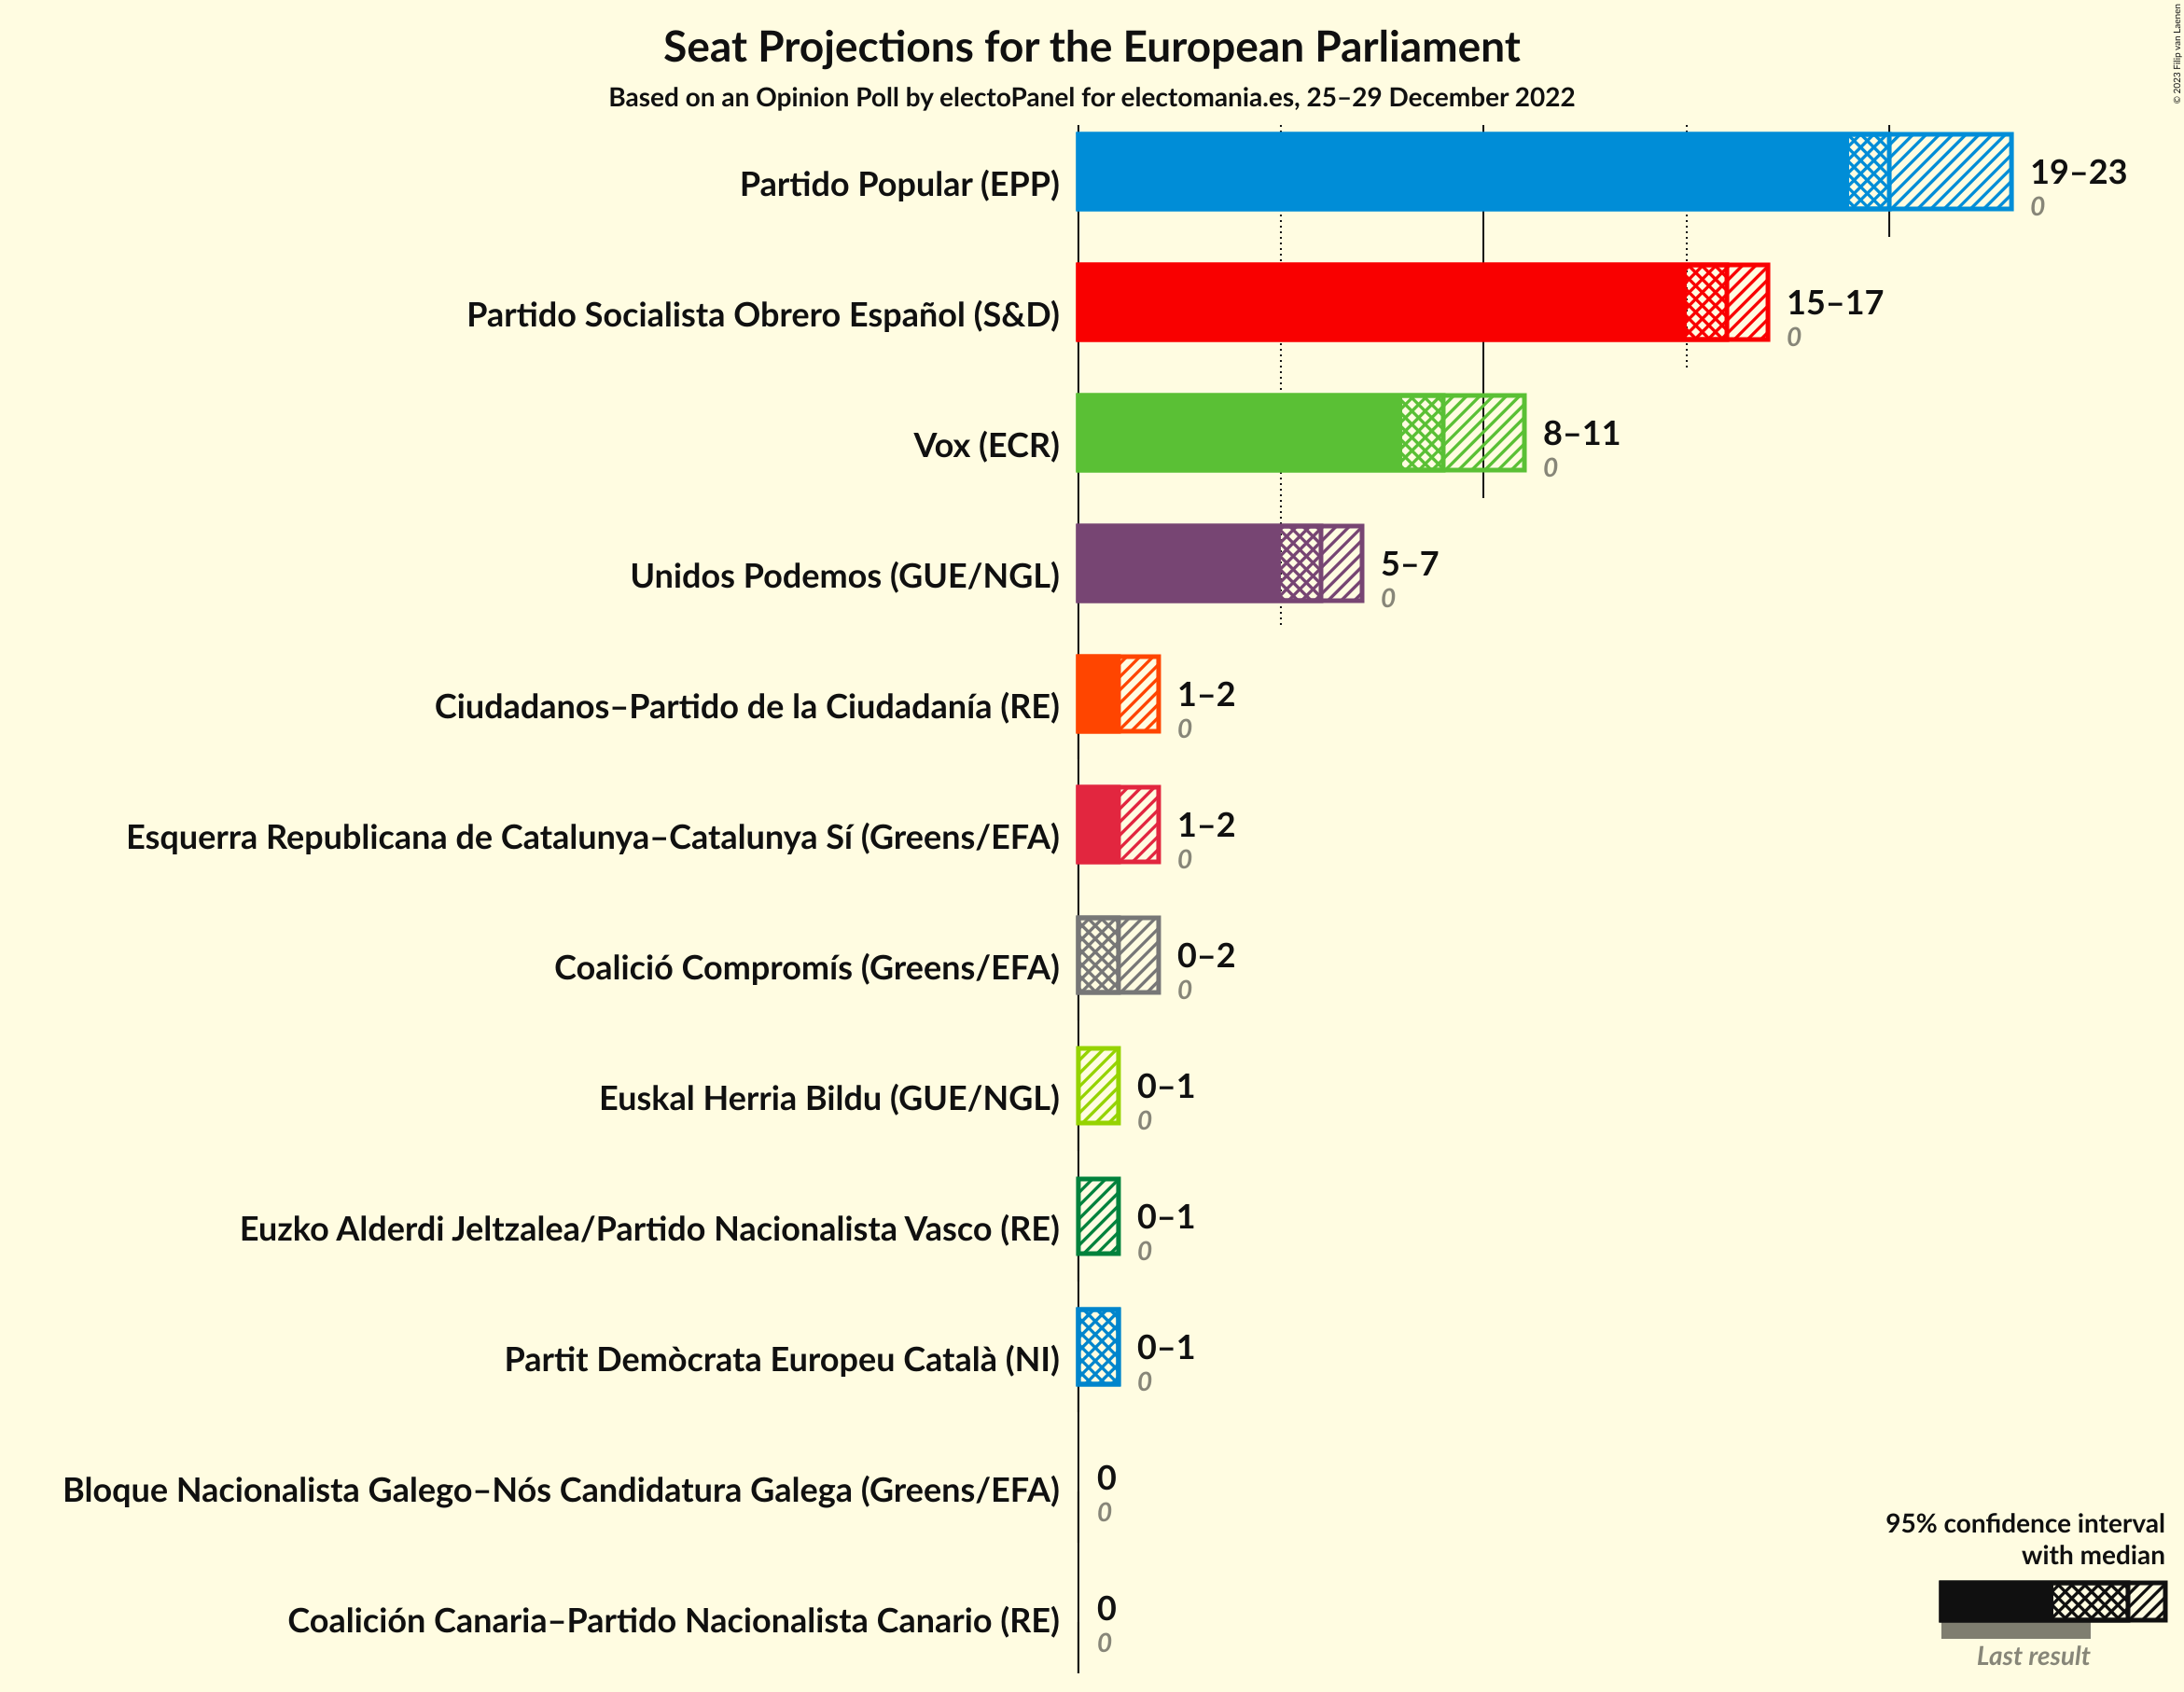 Seat Projections for the European Parliament
Based on an Opinion Poll by electoPanel for electomania.es, 25–29 December 2022
© 2023 Filip van Laenen
Partido Popular (EPP)
19–23
0
Partido Socialista Obrero Español (S&D)
15–17
0
Vox (ECR)
8–11
0
Unidos Podemos (GUE/NGL)
5–7
0
Ciudadanos–Partido de la Ciudadanía (RE)
1–2
0
Esquerra Republicana de Catalunya–Catalunya Sí (Greens/EFA)
1–2
0
Coalició Compromís (Greens/EFA)
0–2
0
Euskal Herria Bildu (GUE/NGL)
0–1
0
Euzko Alderdi Jeltzalea/Partido Nacionalista Vasco (RE)
0–1
0
Partit Demòcrata Europeu Català (NI)
0–1
0
Bloque Nacionalista Galego–Nós Candidatura Galega (Greens/EFA)
0
0
Coalición Canaria–Partido Nacionalista Canario (RE)
0
0
95% confidence interval
with median
Last result